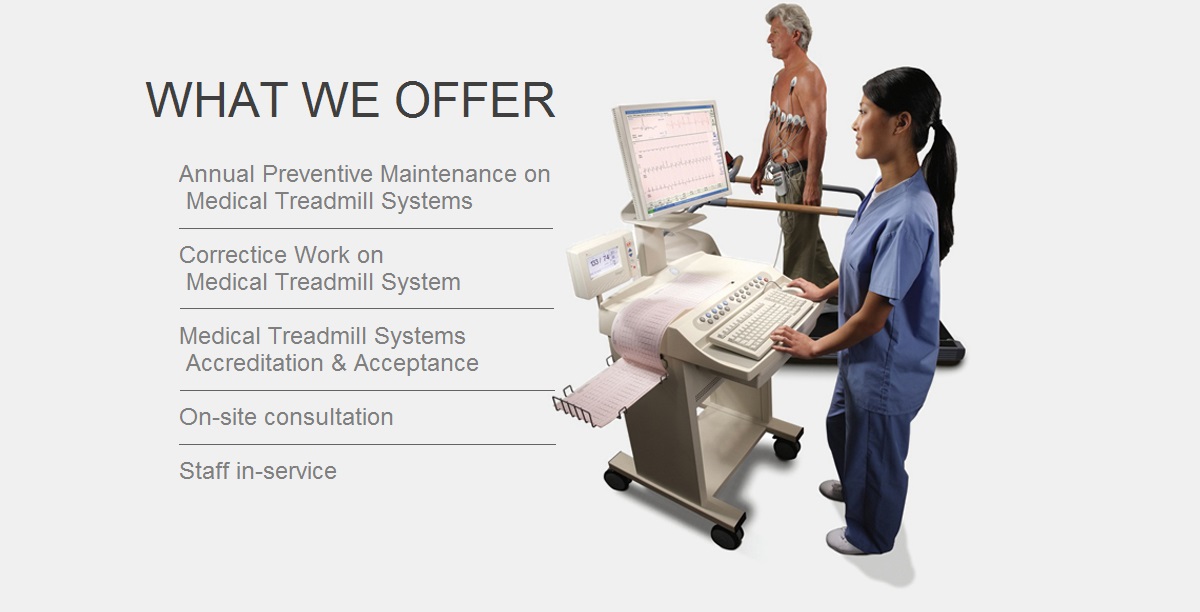 WHAT WE OFFER
Annual Preventive Maintenance on
Medical Treadmill Systems
Correctice Work on
Medical Treadmill System
Medical Treadmill Systems
Accreditation & Acceptance
On-site consultation
Staff in-service
133 / 74